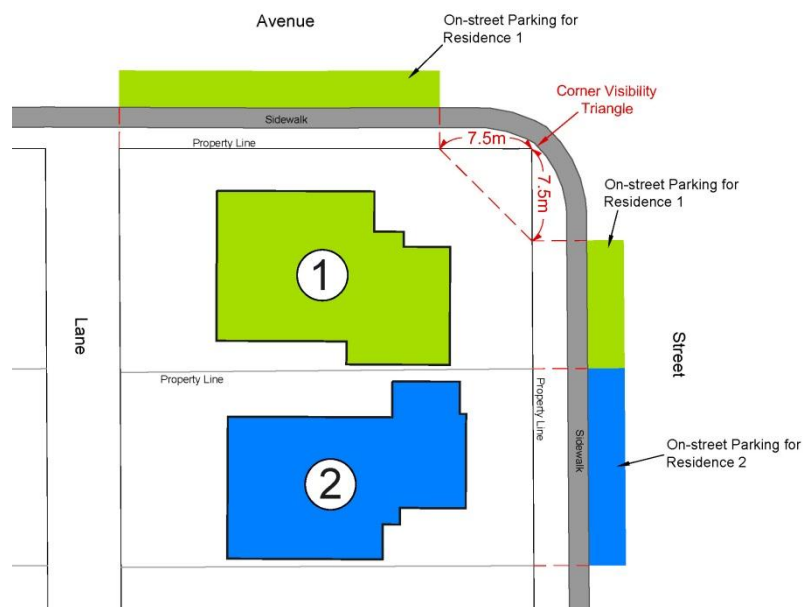 Avenue
On-street Parking for
Residence 1
Corner Visibility
Triangle
Sidewalk
Property Line
7.5m
7.5m
On-street Parking for
Residence 1
1
Lane
Street
Property Line
Property Line
Sidewalk
On-street Parking for
Residence 2
2